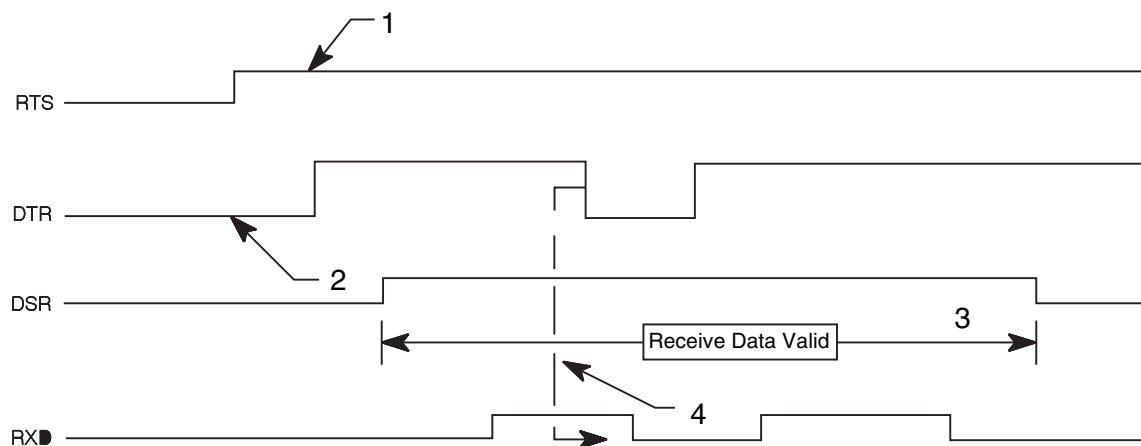 1
RTS
DTR
2
DSR
3
Receive Data Valid
4
RXD